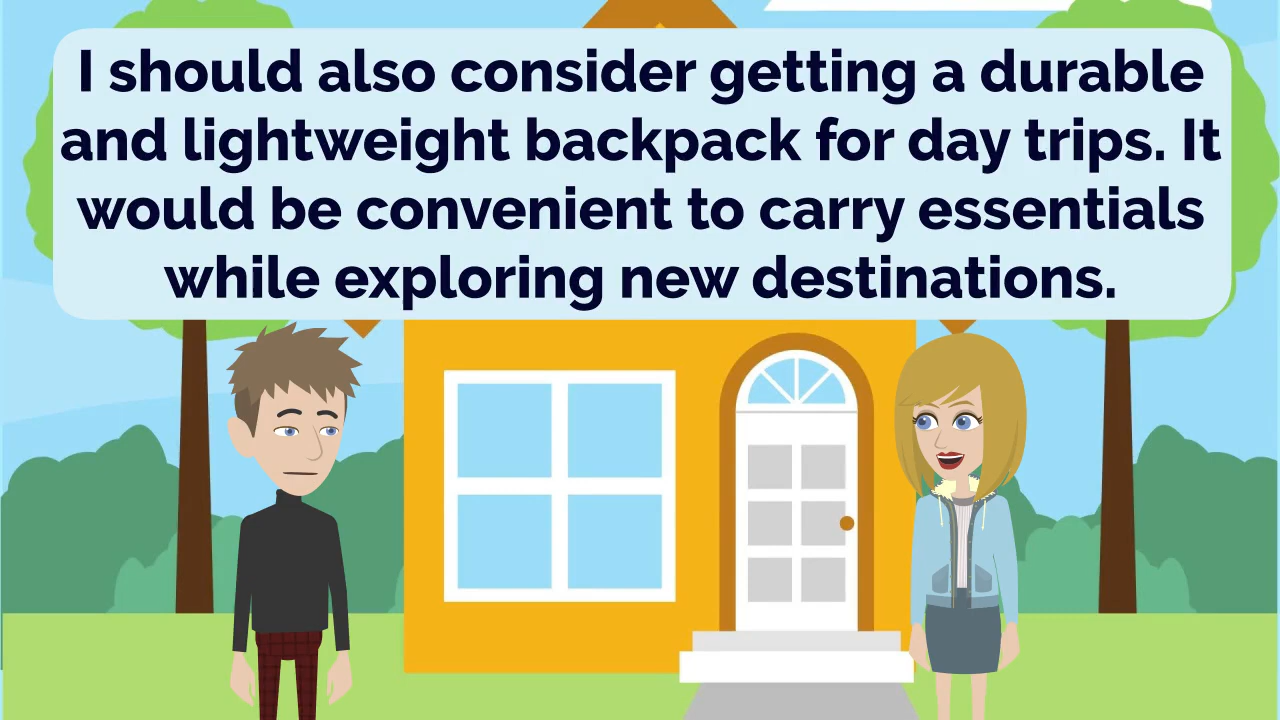 I should also consider getting a durable
and lightweight backpack for day trips. It
would be convenient to carry essentials
while exploring new destinations.